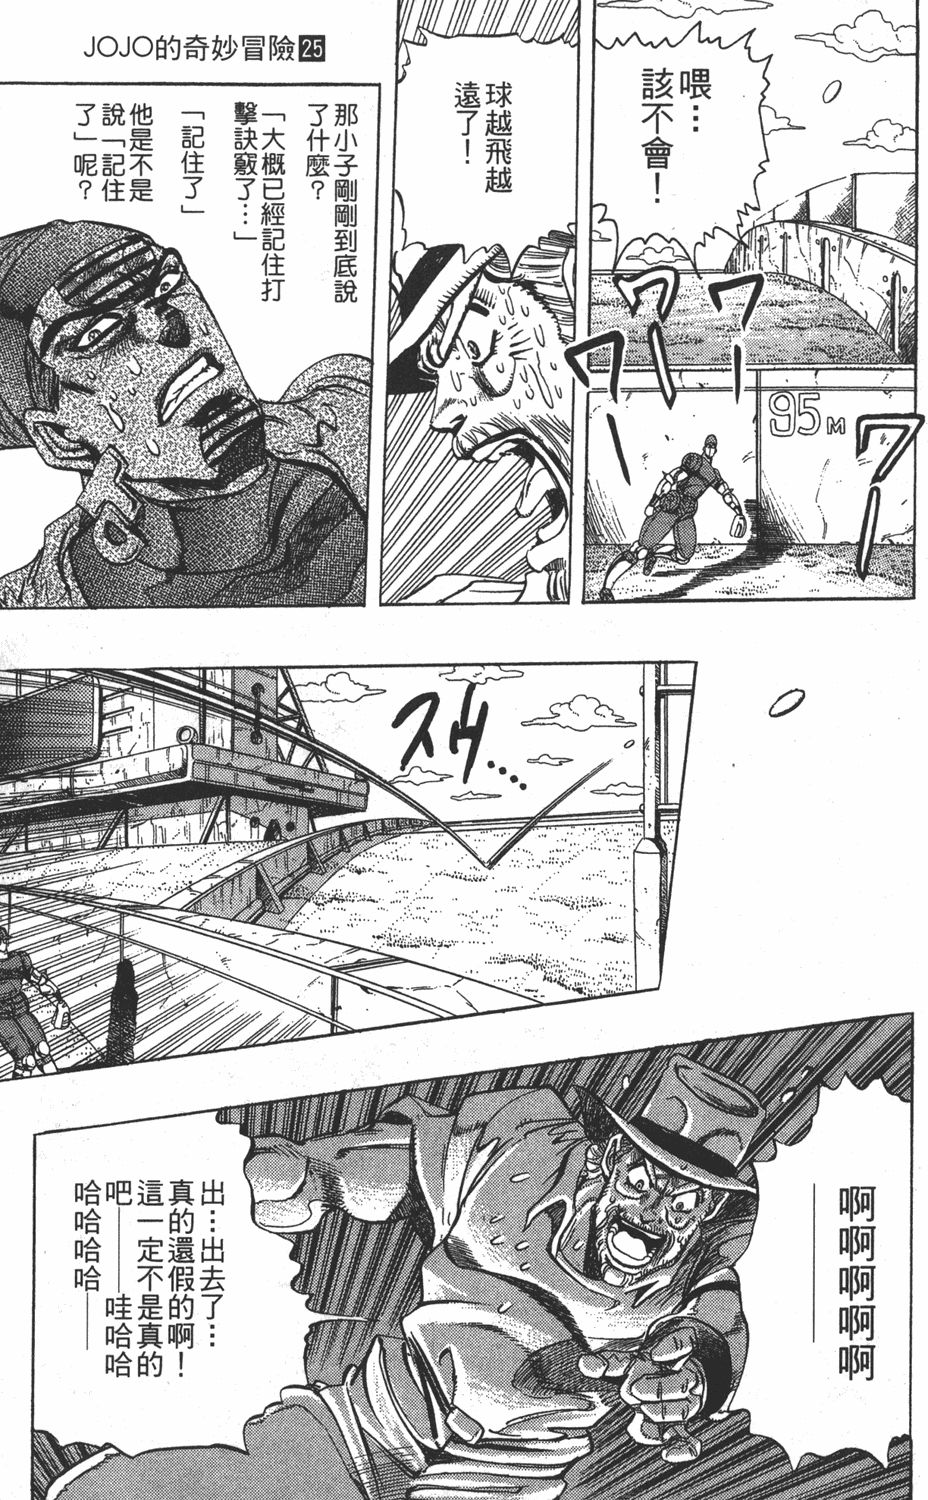 JOJO的奇妙冒險25
喂…
該不會！
ワァァ
ワー
95M
ワー
球越飛越
遠了！
那小子剛剛到底說
了什麼？
「大概已經記住打
擊訣竅了…」
「記住了」
他是不是
說「記住
了」呢？
啊啊啊啊啊——
出…出去了…
真的還假的啊！
這一定不是真的
吧——哇哈哈
哈哈哈哈——